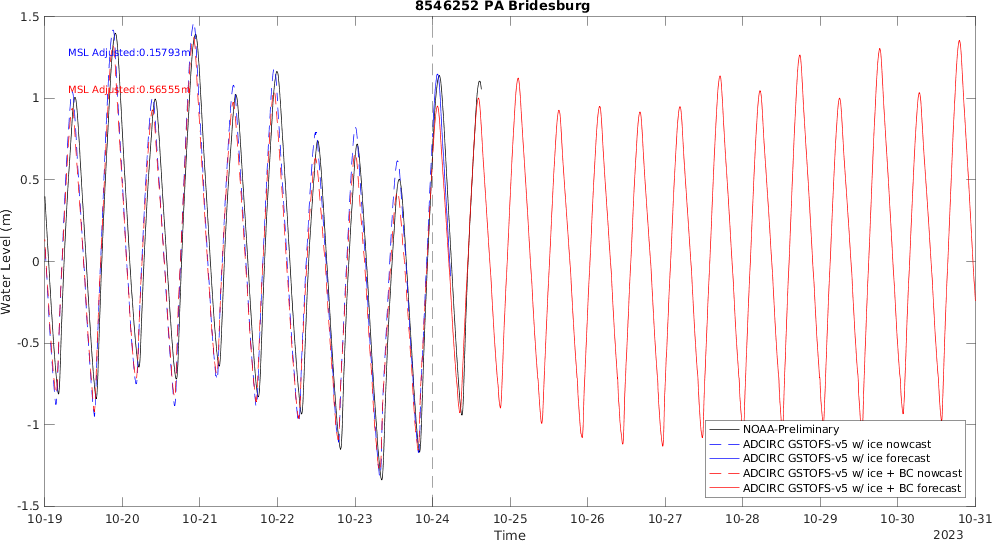 8546252 PA Bridesburg
1.5
MSL Adjusted:0.15793m
MSL Adjusted:0.56555m
1
0.5
0
-0.5
-1
-1.5
Water Level (m)
NOAA-Preliminary
ADCIRC GSTOFS-v5 w/ ice nowcast
ADCIRC GSTOFS-v5 w/ ice forecast
ADCIRC GSTOFS-v5 w/ ice + BC nowcast
ADCIRC GSTOFS-v5 w/ ice + BC forecast
10-19 10-20 10-21 10-22 10-23 10-24 10-25 10-26 10-27 10-28 10-29 10-30 10-31
Time
2023